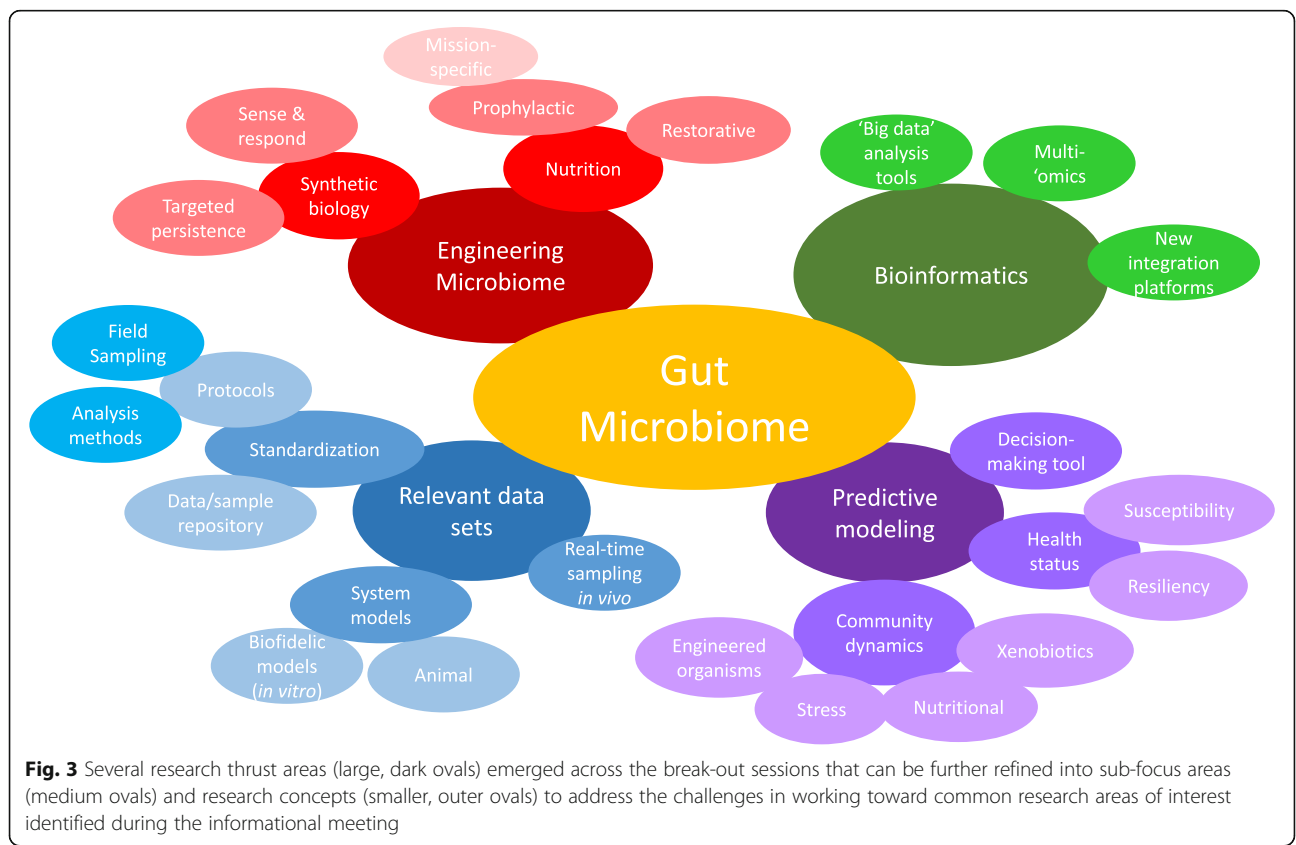 Mission-
specific
Prophylactic
Restorative
Nutrition
Sense &
respond
Synthetic
biology
Targeted
persistence
Engineering
Microbiome
'Big data'
analysis
tools
Multi-
'omics
New
integration
platforms
Bioinformatics
Gut
Microbiome
Field
Sampling
Protocols
Analysis
methods
Standardization
Data/sample
repository
Relevant data
sets
Real-time
sampling
in vivo
System
models
Biofidelic
models
(in vitro)
Animal
Predictive
modeling
Decision-
making tool
Health
status
Susceptibility
Resiliency
Community
dynamics
Engineered
organisms
Stress
Nutritional
Xenobiotics
Fig. 3 Several research thrust areas (large, dark ovals) emerged across the break-out sessions that can be further refined into sub-focus areas
(medium ovals) and research concepts (smaller, outer ovals) to address the challenges in working toward common research areas of interest
identified during the informational meeting